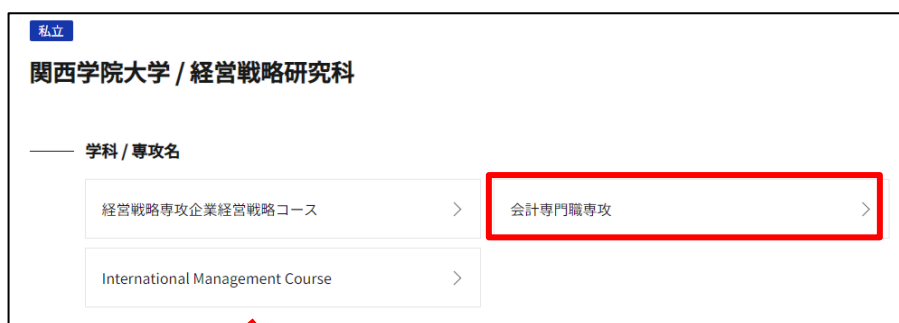 私立
関西学院大学 / 経営戦略研究科
学科 / 専攻名
経営戦略専攻企業経営戦略コース
会計専門職専攻
International Management Course